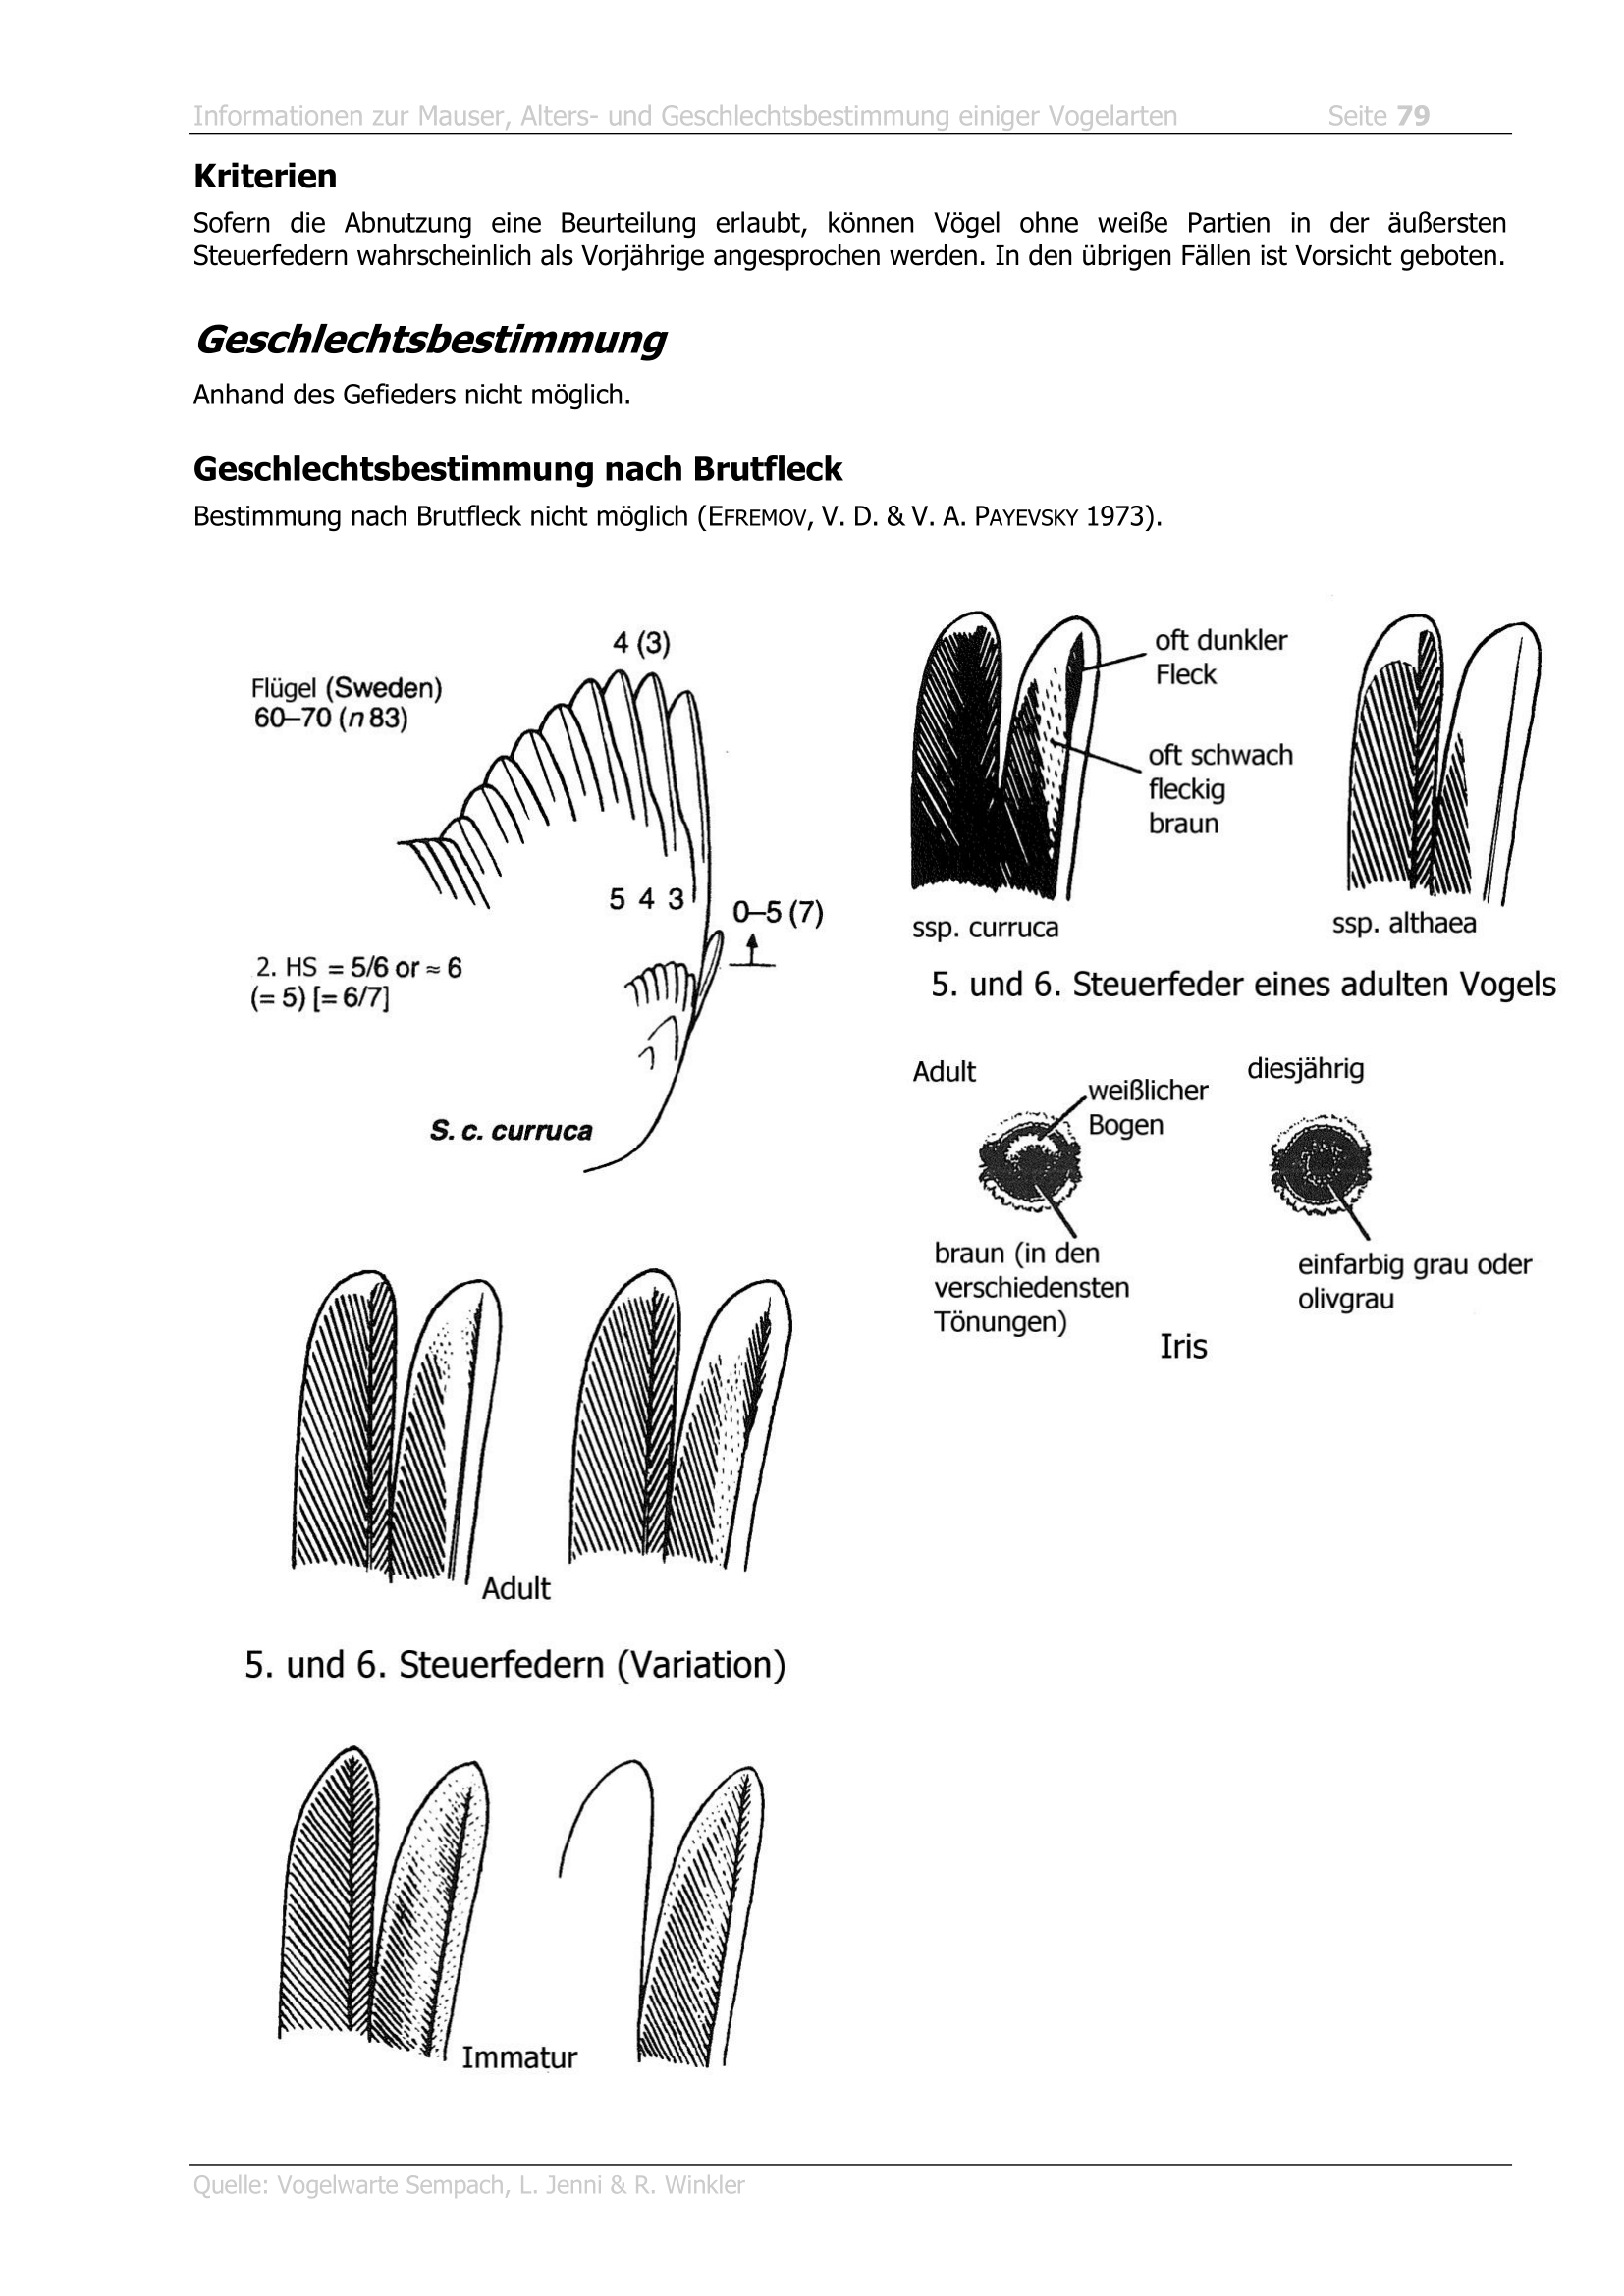 Informationen zur Mauser, Alters- und Geschlechtsbestimmung einiger Vogelarten Seite 79
Kriterien
Sofern die Abnutzung eine Beurteilung erlaubt, können Vögel ohne weiße Partien in der äußersten
Steuerfedern wahrscheinlich als Vorjährige angesprochen werden. In den übrigen Fällen ist Vorsicht geboten.
Geschlechtsbestimmung
Anhand des Gefieders nicht möglich.
Geschlechtsbestimmung nach Brutfleck
Bestimmung nach Brutfleck nicht möglich (EFREMOV, V. D. & V. A. PAYEVSKY 1973).
4 (3)
Flügel (Sweden)
60–70 (n 83)
5 4 3
0–5 (7)
2. HS = 5/6 or ≈ 6
(= 5) [= 6/7]
S. c. curruca
oft dunkler
Fleck
oft schwach
fleckig
braun
ssp. curruca
ssp. althaea
5. und 6. Steuerfeder eines adulten Vogels
Adult
weißlicher
Bogen
diesjährig
braun (in den
verschiedensten
Tönungen)
einfarbig grau oder
olivgrau
Iris
Adult
5. und 6. Steuerfedern (Variation)
Immatur
Quelle: Vogelwarte Sempach, L. Jenni & R. Winkler